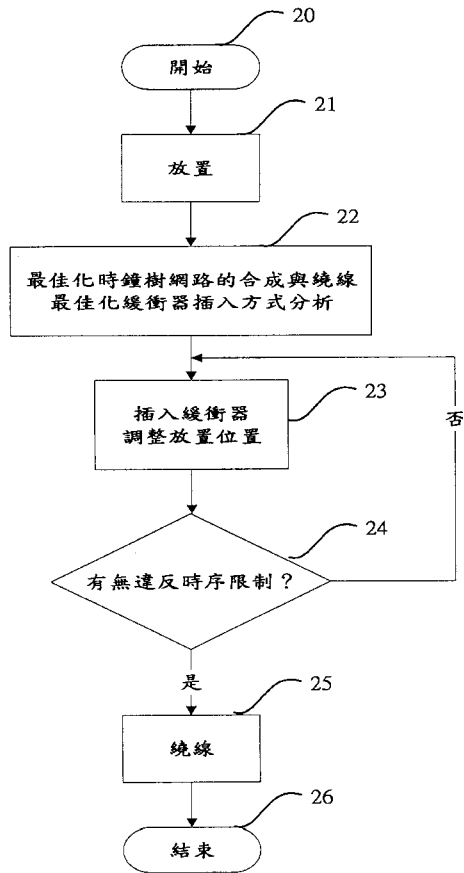 20
開始
21
放置
22
最佳化時鐘樹網路的合成與繞線
最佳化緩衝器插入方式分析
23
插入緩衝器
調整放置位置
否
24
有無違反時序限制？
是
25
繞線
26
結束